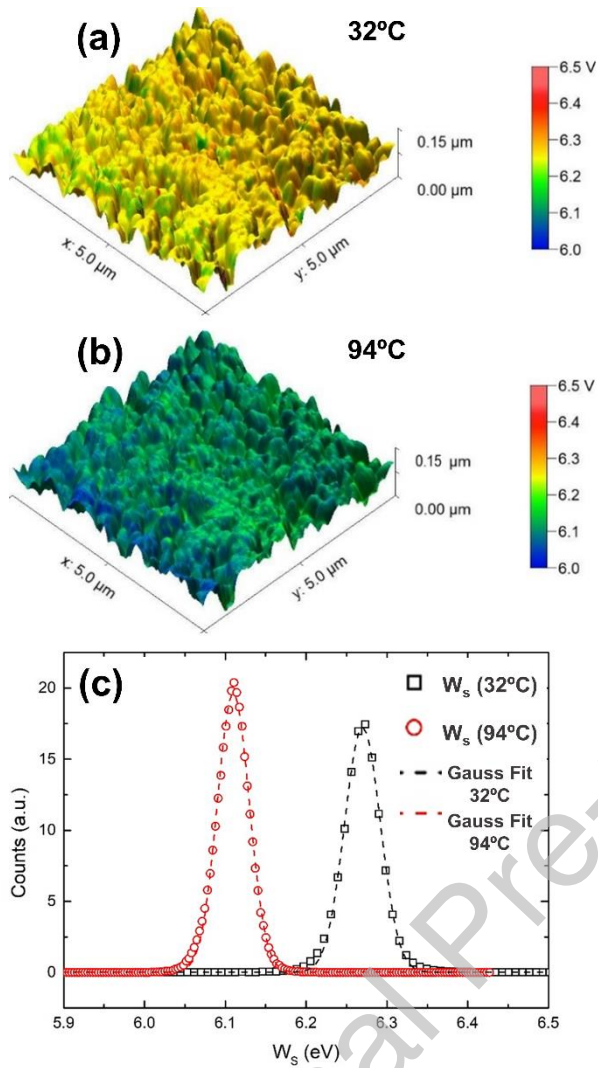 (a)
32ºC
6.5 V
6.4
6.3
6.2
6.1
6.0
0.15 µm
0.00 µm
x: 5.0 µm
y: 5.0 µm
(b)
94ºC
6.5 V
6.4
6.3
6.2
6.1
6.0
0.15 µm
0.00 µm
x: 5.0 µm
y: 5.0 µm
(c)
Wₛ (32ºC)
Wₛ (94ºC)
Gauss Fit
32ºC
Gauss Fit
94ºC
Counts (a.u.)
20
15
10
5
0
5.9 6.0 6.1 6.2 6.3 6.4 6.5
Wₛ (eV)
al Pre